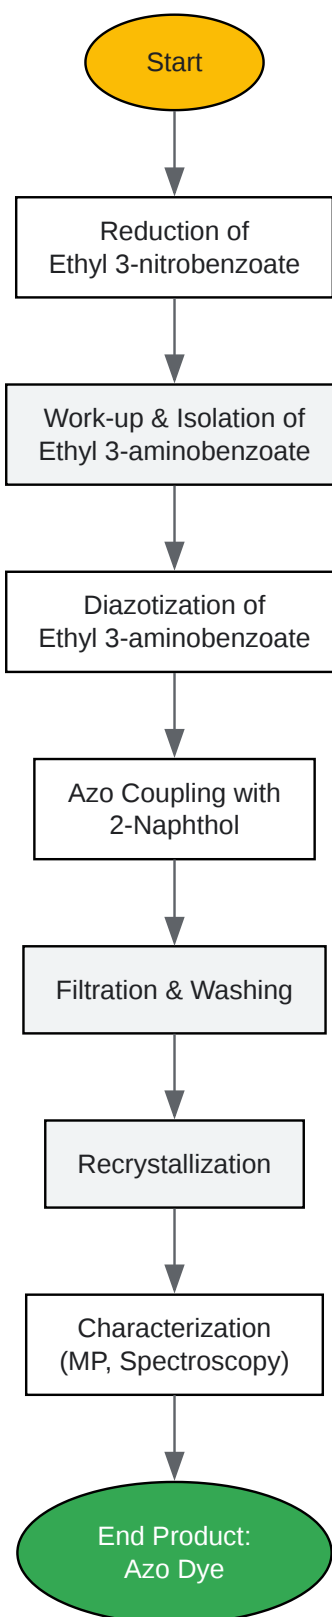 Start
Reduction of
Ethyl 3-nitrobenzoate
Work-up & Isolation of
Ethyl 3-aminobenzoate
Diazotization of
Ethyl 3-aminobenzoate
Azo Coupling with
2-Naphthol
Filtration & Washing
Recrystallization
Characterization
(MP, Spectroscopy)
End Product:
Azo Dye